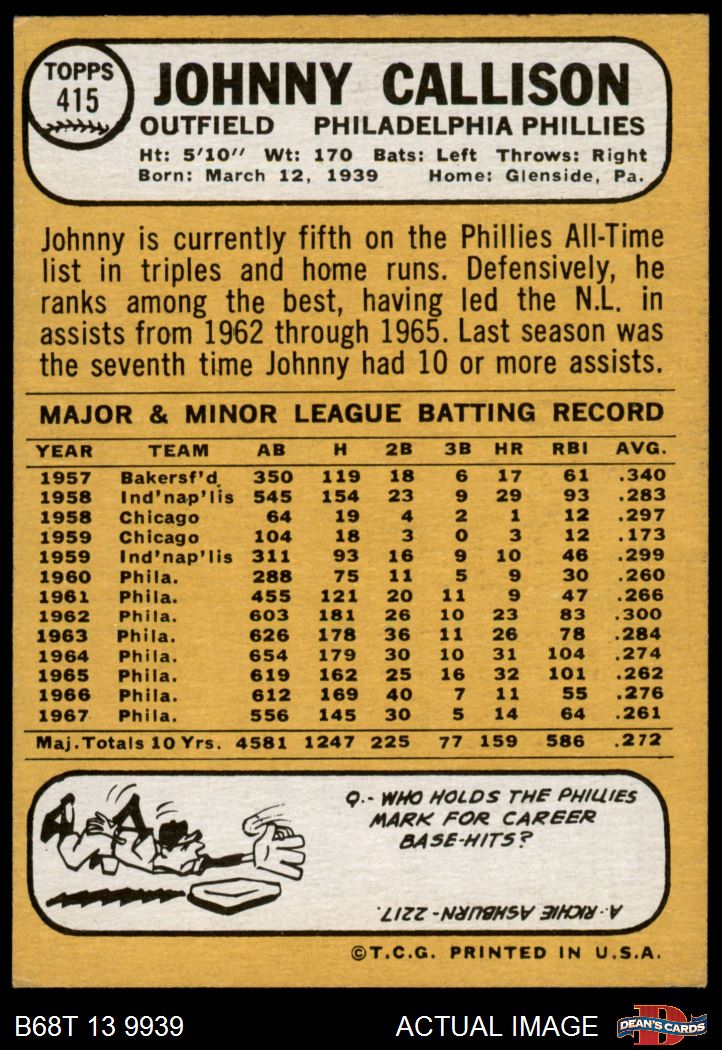 TOPPS
415
JOHNNY CALLISON
OUTFIELD PHILADELPHIA PHILLIES
Ht: 5'10" Wt: 170 Bats: Left Throws: Right
Born: March 12, 1939 Home: Glenside, Pa.
Johnny is currently fifth on the Phillies All-Time
list in triples and home runs. Defensively, he
ranks among the best, having led the N.L. in
assists from 1962 through 1965. Last season was
the seventh time Johnny had 10 or more assists.
MAJOR & MINOR LEAGUE BATTING RECORD
YEAR TEAM AB H 2B 3B HR RBI AVG.
1957 Bakersf'd. 350 119 18 6 17 61 .340
1958 Ind'nap'lis 545 154 23 9 29 93 .283
1958 Chicago 64 19 4 2 1 12 .297
1959 Chicago 104 18 3 0 3 12 .173
1959 Ind'nap'lis 311 93 16 9 10 46 .299
1960 Phila. 288 75 11 5 9 30 .260
1961 Phila. 455 121 20 11 9 47 .266
1962 Phila. 603 181 26 10 23 83 .300
1963 Phila. 626 178 36 11 26 78 .284
1964 Phila. 654 179 30 10 31 104 .274
1965 Phila. 619 162 25 16 32 101 .262
1966 Phila. 612 169 40 7 11 55 .276
1967 Phila. 556 145 30 5 14 64 .261
Maj. Totals 10 Yrs. 4581 1247 225 77 159 586 .272
Q.- WHO HOLDS THE PHILLIES
MARK FOR CAREER
BASE-HITS?
A.- RICHIE ASHBURN - 2217.
©T.C.G. PRINTED IN U.S.A.
B68T 13 9939 ACTUAL IMAGE
D
DEAN'S CARDS